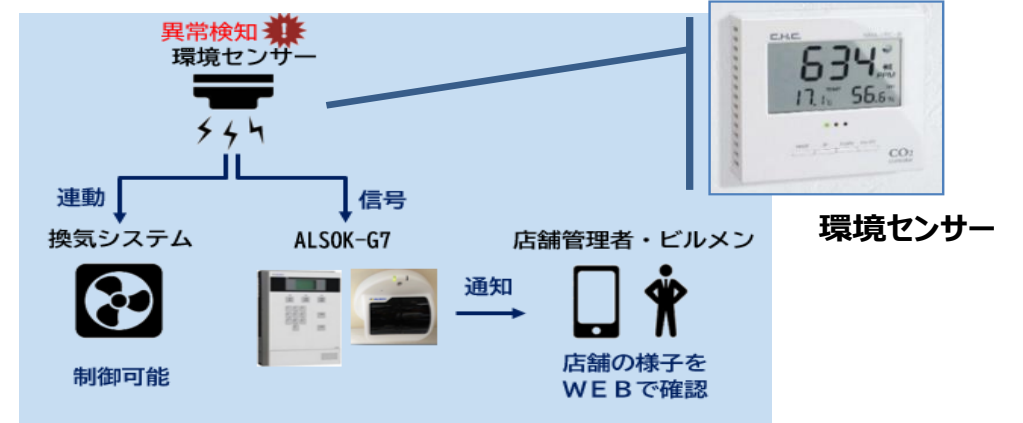 異常検知
!
環境センサー
連動
信号
換気システム
ALSOK-G7
店舗管理者・ビルメン
通知
制御可能
店舗の様子を
ＷＥＢで確認
C.H.C.
634
PPM
17.1℃
56.6%
CO2
環境センサー